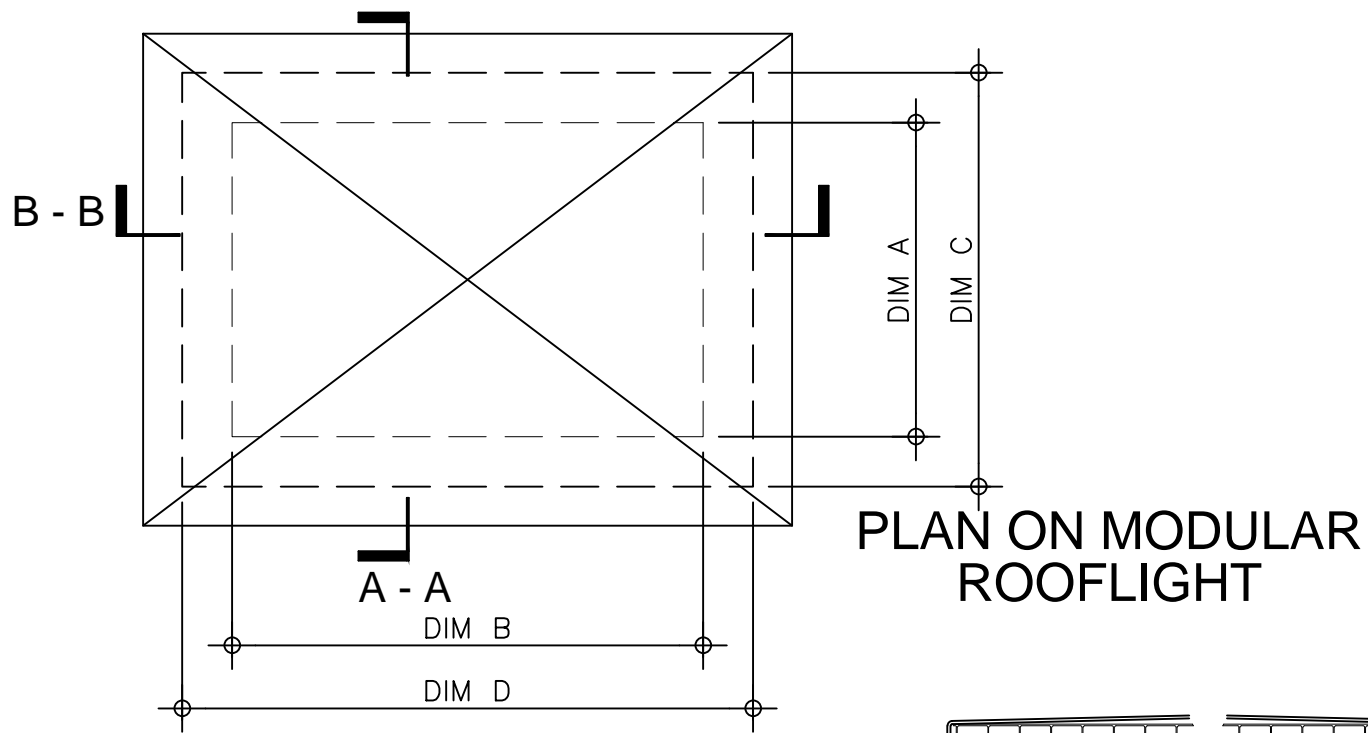 B - B
DIM A
DIM C
PLAN ON MODULAR
ROOFLIGHT
A - A
DIM B
DIM D